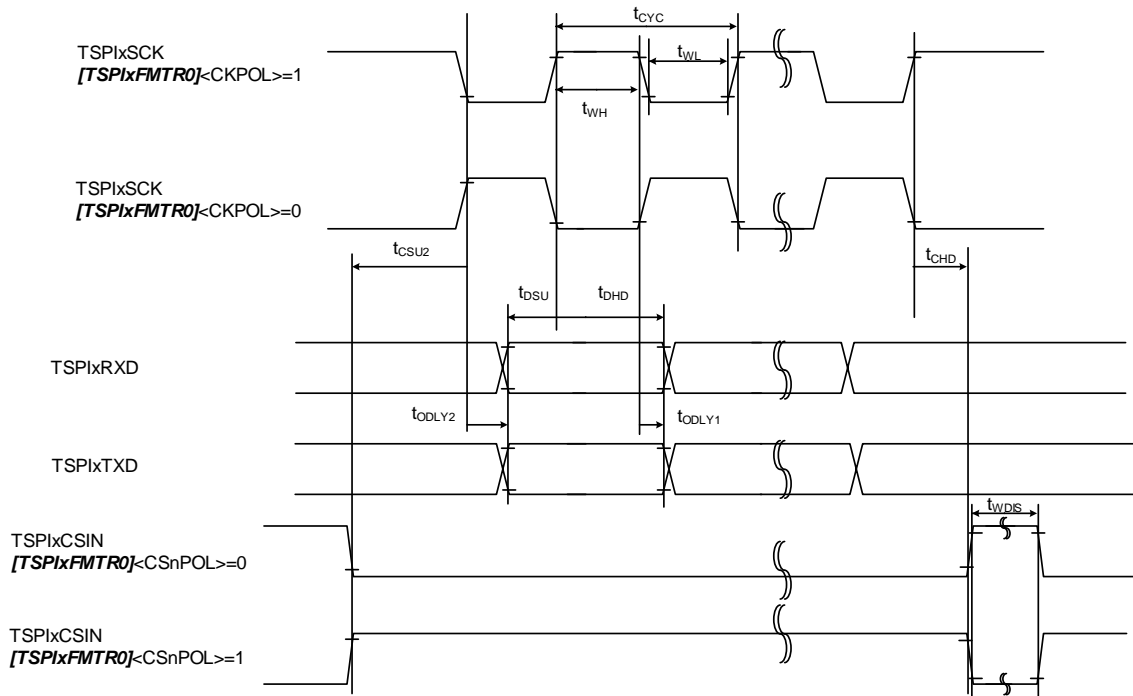 tCYC
TSPIxSCK
[TSPIxFMTR0]<CKPOL>=1
tWL
tWH
TSPIxSCK
[TSPIxFMTR0]<CKPOL>=0
tCSU2
tCHD
tDSU
tDHD
TSPIxRXD
tODLY2
tODLY1
TSPIxTXD
tWDIS
TSPIxCSIN
[TSPIxFMTR0]<CSnPOL>=0
TSPIxCSIN
[TSPIxFMTR0]<CSnPOL>=1